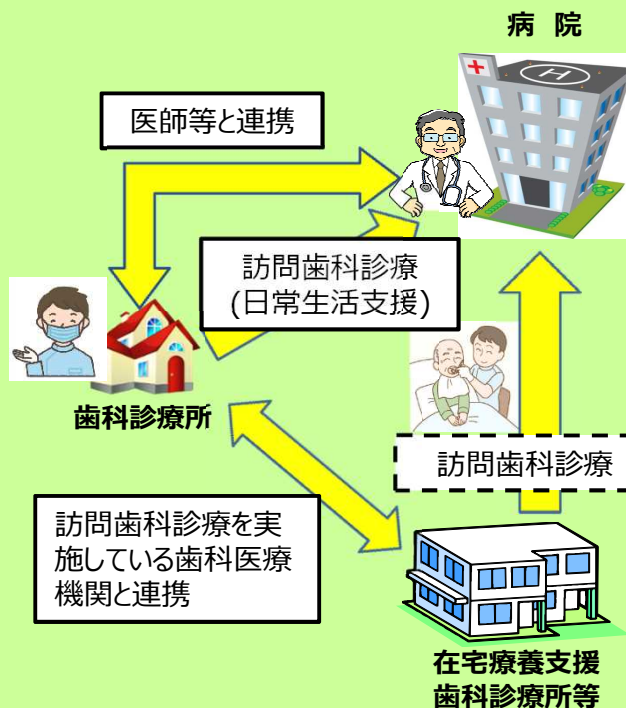 病 院
医師等と連携
訪問歯科診療
(日常生活支援)
歯科診療所
訪問歯科診療
訪問歯科診療を実
施している歯科医療
機関と連携
在宅療養支援
歯科診療所等
H